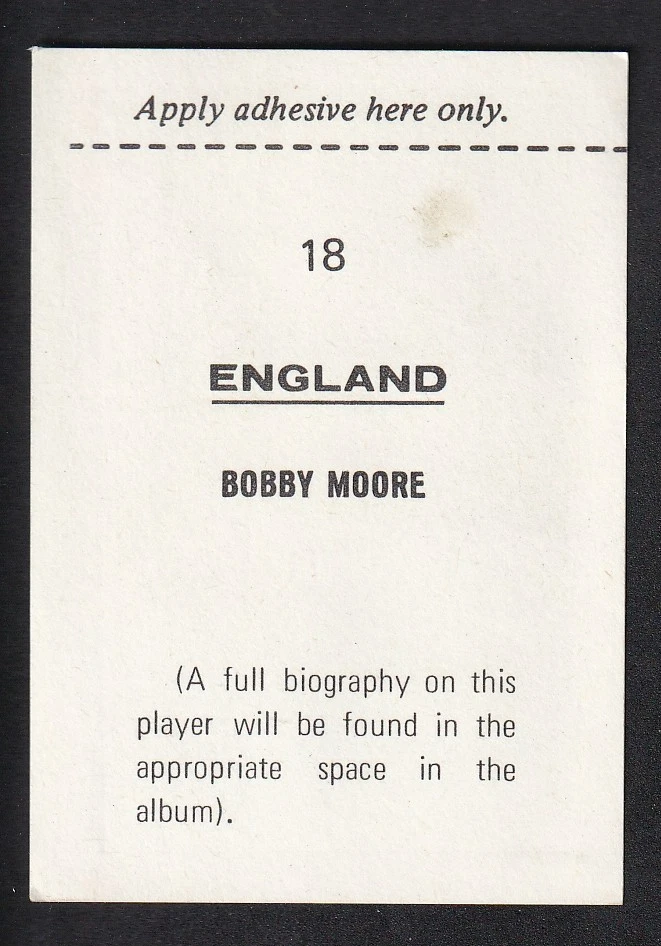 Apply adhesive here only.
18
ENGLAND
BOBBY MOORE
(A full biography on this
player will be found in the
appropriate space in the
album).